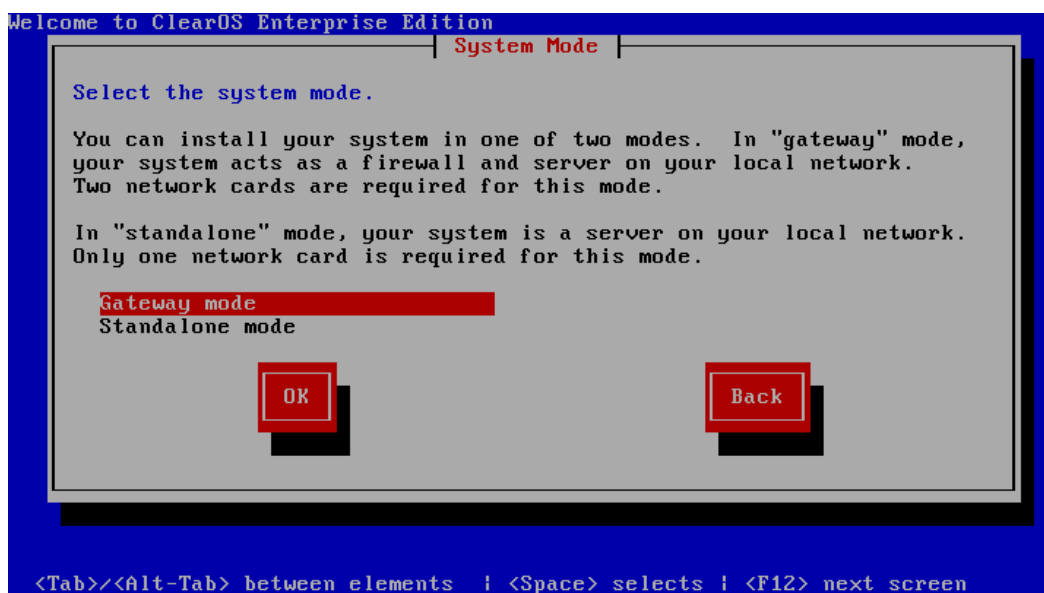 Welcome to ClearOS Enterprise Edition
System Mode
Select the system mode.
You can install your system in one of two modes.  In "gateway" mode,
your system acts as a firewall and server on your local network.
Two network cards are required for this mode.
In "standalone" mode, your system is a server on your local network.
Only one network card is required for this mode.
Gateway mode
Standalone mode
OK
Back
<Tab>/<Alt-Tab> between elements  | <Space> selects | <F12> next screen